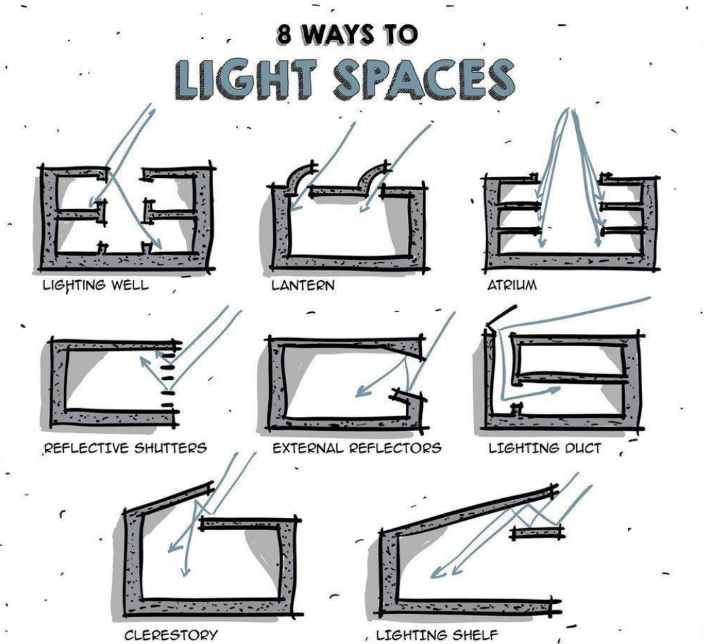 8 WAYS TO
LIGHT SPACES
LIGHTING WELL
LANTERN
ATRIUM
REFLECTIVE SHUTTERS
EXTERNAL REFLECTORS
LIGHTING DUCT
CLERESTORY
LIGHTING SHELF